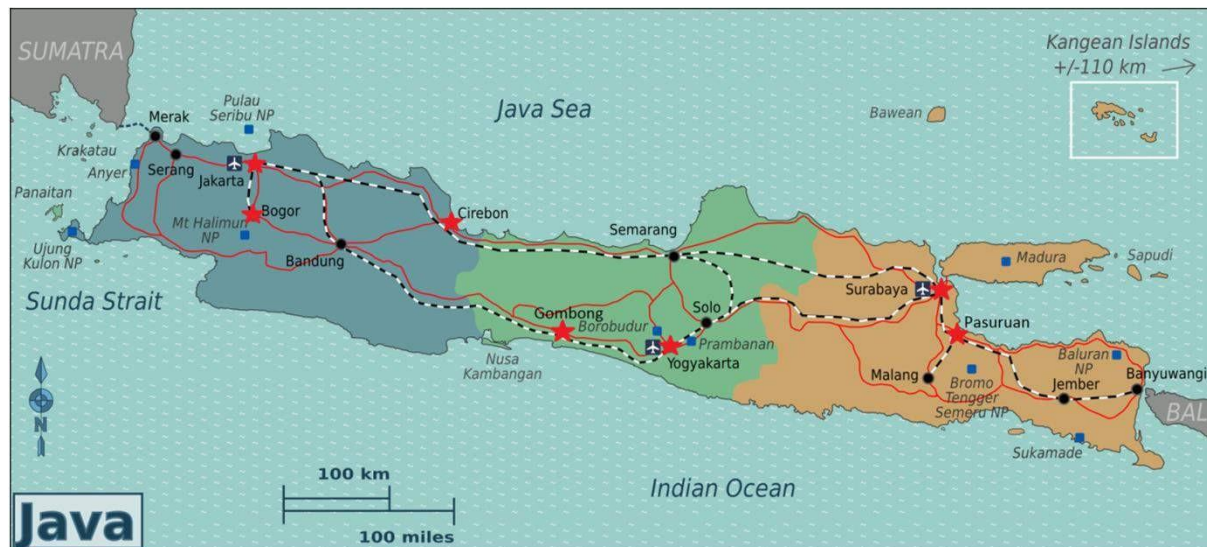 SUMATRA
Kangean Islands
+/-110 km
Pulau
Seribu NP
Java Sea
Bawean
Merak
Krakatau
Anyer
Serang
Jakarta
Panaitan
Bogor
Cirebon
Mt Halimun
NP
Semarang
Ujung
Kulon NP
Bandung
Madura
Sapudi
Sunda Strait
Surabaya
Gombong
Borobudur
Solo
Pasuruan
Prambanan
Yogyakarta
Nusa
Kambangan
Malang
Baluran
NP
Banyuwangi
Bromo
Tengger
Semeru NP
Jember
BAL
N
Sukamade
100 km
Indian Ocean
Java
100 miles